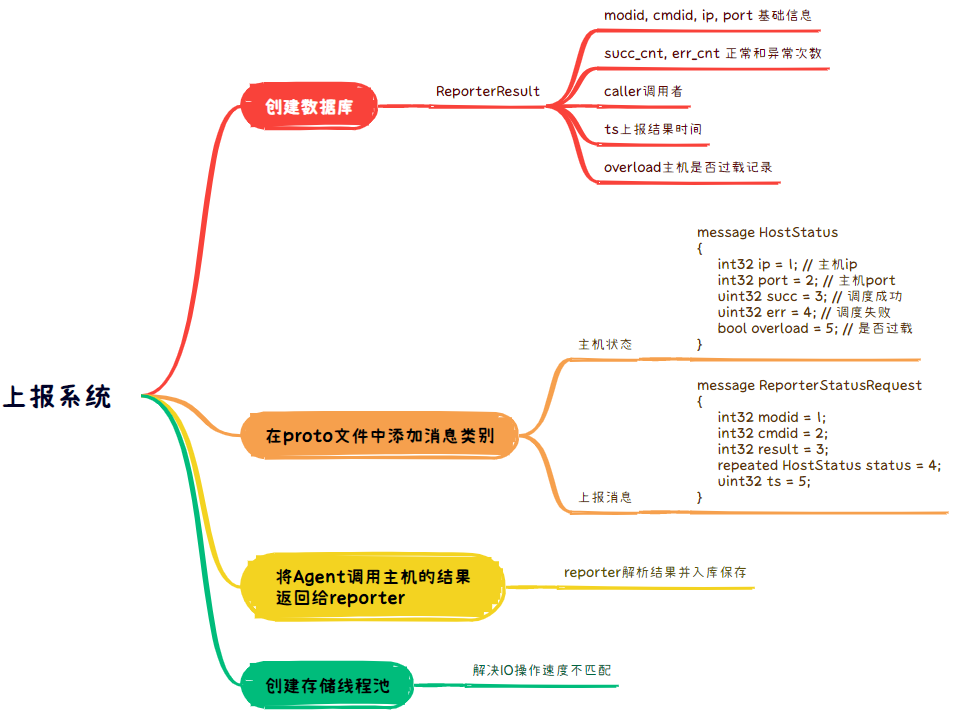 上报系统
创建数据库
ReporterResult
modid, cmdid, ip, port 基础信息
succ_cnt, err_cnt 正常和异常次数
caller调用者
ts上报结果时间
overload主机是否过载记录
在proto文件中添加消息类别
主机状态
message HostStatus
{
int32 ip = 1; // 主机ip
int32 port = 2; // 主机port
uint32 succ = 3; // 调度成功
uint32 err = 4; // 调度失败
bool overload = 5; // 是否过载
}
上报消息
message ReporterStatusRequest
{
int32 modid = 1;
int32 cmdid = 2;
int32 result = 3;
repeated HostStatus status = 4;
uint32 ts = 5;
}
将Agent调用主机的结果
返回给reporter
reporter解析结果并入库保存
创建存储线程池
解决IO操作速度不匹配